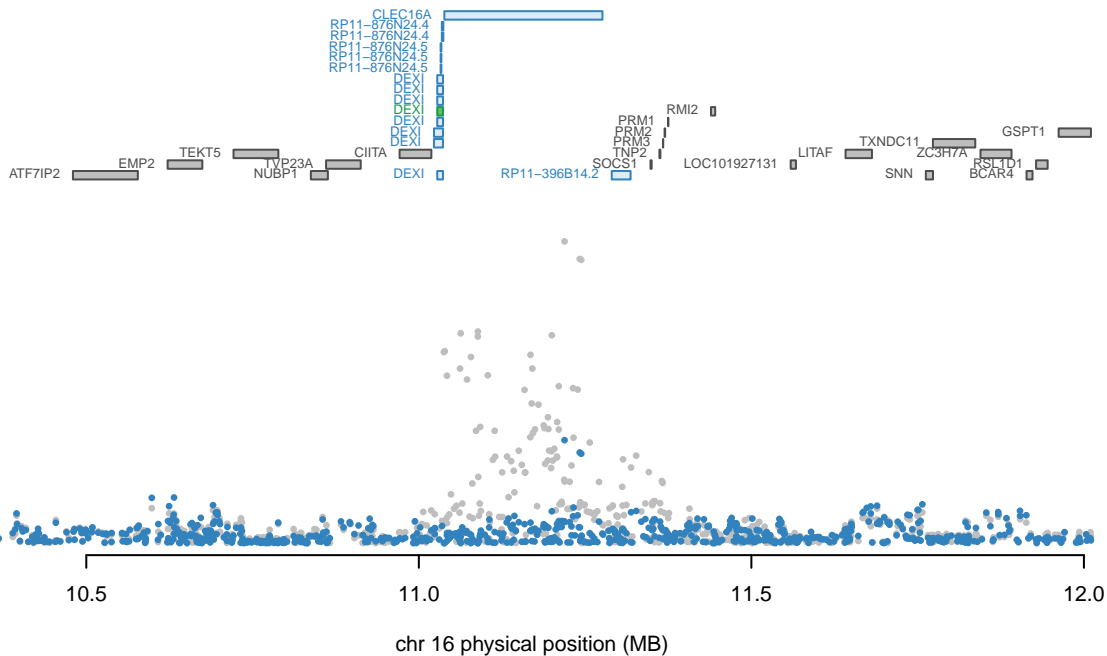 CLEC16A
RP11−876N24.4
RP11−876N24.4
RP11−876N24.5
RP11−876N24.5
RP11−876N24.5
DEXI
DEXI
DEXI
DEXI RMI2
DEXI PRM1
DEXI PRM2 GSPT1
DEXI PRM3 TXNDC11
TEKT5 CIITA TNP2 LITAF ZC3H7A
EMP2 TVP23A SOCS1 LOC101927131 RSL1D1
ATF7IP2 NUBP1 DEXI RP11−396B14.2 SNN BCAR4
10.5 11.0 11.5 12.0
chr 16 physical position (MB)